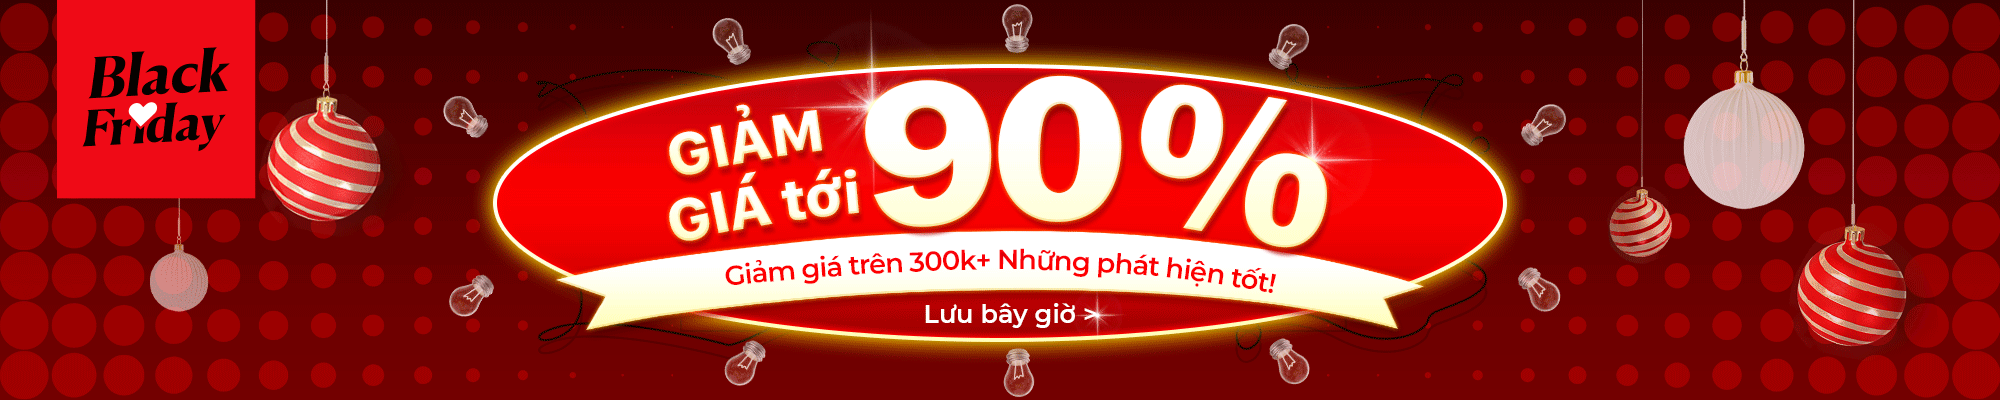 Black
Friday
GIẢM
GIÁ tới
90%
Giảm giá trên 300k+ Những phát hiện tốt!
Lưu bây giờ >